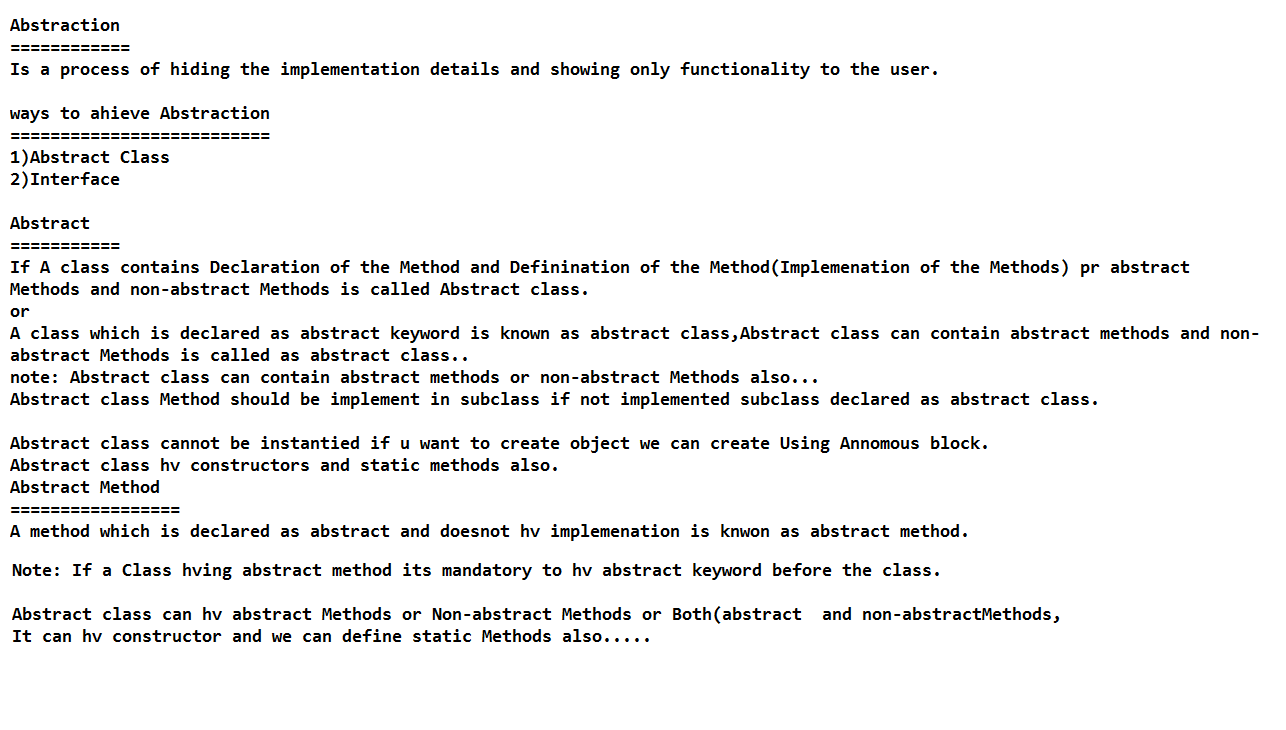 Abstraction
============
Is a process of hiding the implementation details and showing only functionality to the user.
ways to ahieve Abstraction
==========================
1)Abstract Class
2)Interface
Abstract
===========
If A class contains Declaration of the Method and Definination of the Method(Implemenation of the Methods) pr abstract
Methods and non-abstract Methods is called Abstract class.
or
A class which is declared as abstract keyword is known as abstract class,Abstract class can contain abstract methods and non-
abstract Methods is called as abstract class..
note: Abstract class can contain abstract methods or non-abstract Methods also...
Abstract class Method should be implement in subclass if not implemented subclass declared as abstract class.
Abstract class cannot be instantied if u want to create object we can create Using Annomous block.
Abstract class hv constructors and static methods also.
Abstract Method
=================
A method which is declared as abstract and doesnot hv implemenation is knwon as abstract method.
Note: If a Class hving abstract method its mandatory to hv abstract keyword before the class.
Abstract class can hv abstract Methods or Non-abstract Methods or Both(abstract  and non-abstractMethods,
It can hv constructor and we can define static Methods also.....